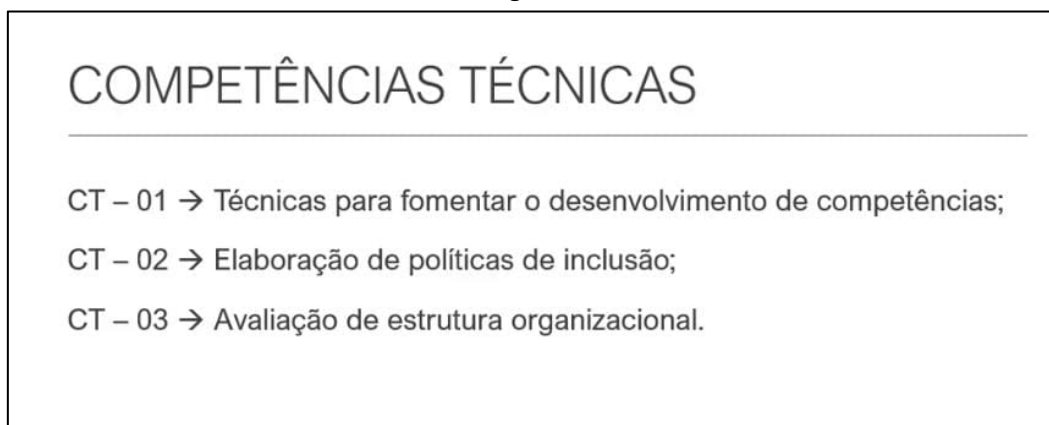 COMPETÊNCIAS TÉCNICAS
CT – 01 → Técnicas para fomentar o desenvolvimento de competências;
CT – 02 → Elaboração de políticas de inclusão;
CT – 03 → Avaliação de estrutura organizacional.